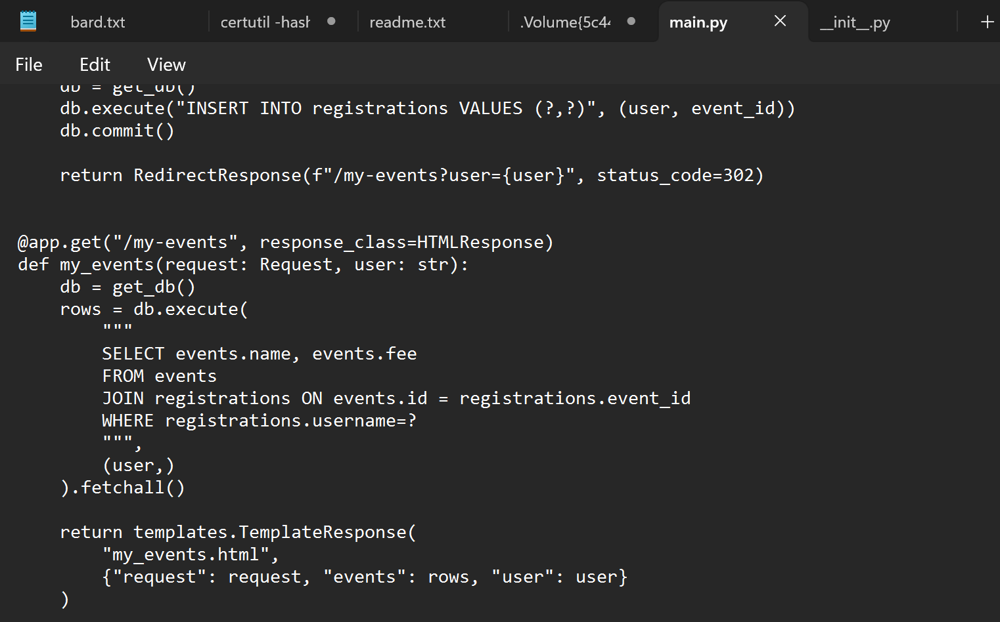 bard.txt certutil -hash readme.txt .Volume{5c44 main.py __init__.py
File Edit View
    db = get_db()
    db.execute("INSERT INTO registrations VALUES (?,?)", (user, event_id))
    db.commit()

    return RedirectResponse(f"/my-events?user={user}", status_code=302)


@app.get("/my-events", response_class=HTMLResponse)
def my_events(request: Request, user: str):
    db = get_db()
    rows = db.execute(
        """
        SELECT events.name, events.fee
        FROM events
        JOIN registrations ON events.id = registrations.event_id
        WHERE registrations.username=?
        """,
        (user,)
    ).fetchall()

    return templates.TemplateResponse(
        "my_events.html",
        {"request": request, "events": rows, "user": user}
    )